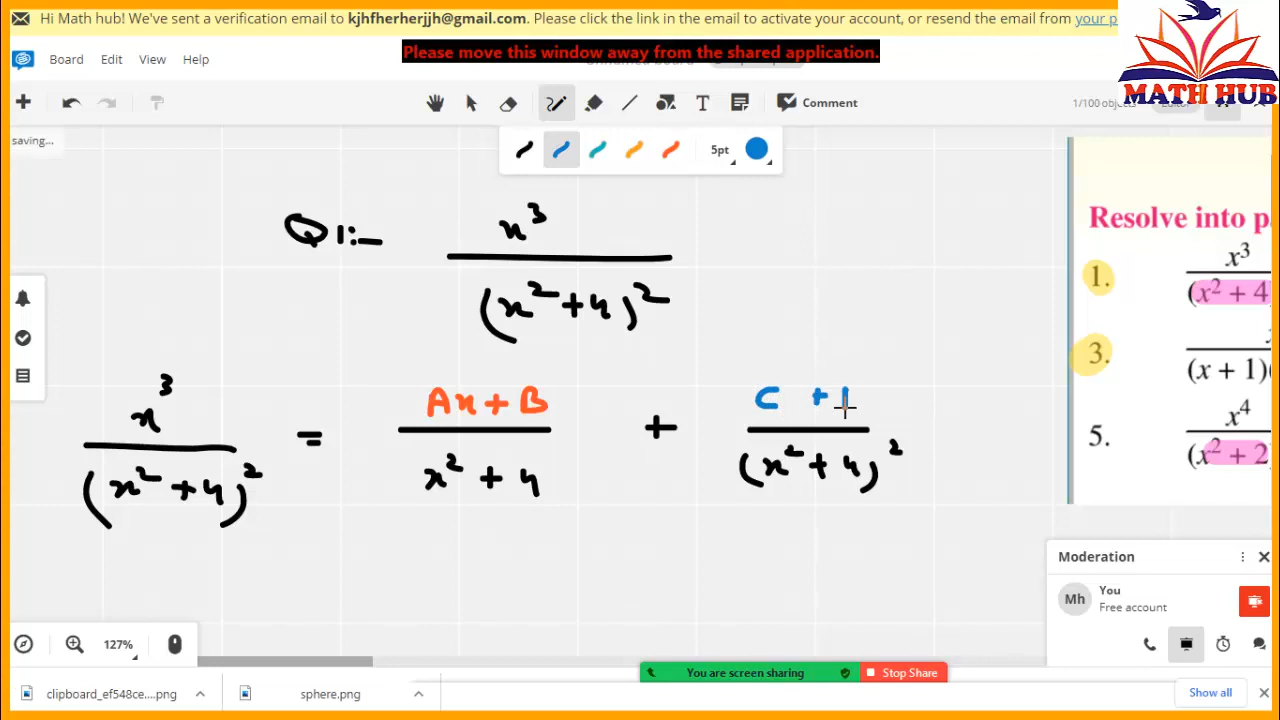 Hi Math hub! We've sent a verification email to kjhfherherjjh@gmail.com. Please click the link in the email to activate your account, or resend the email from your p
Board Edit View Help
Please move this window away from the shared application.
MATH HUB
Comment
1/100 objects
saving...
5pt
Q1:- x³/(x²+4)²
x³/(x²+4)² = Ax+B/x²+4 + C +/(x²+4)²
Resolve into p
1. x³/(x² + 4)
3. (x + 1)(
5. x⁴/(x² + 2)
Moderation
Mh You
Free account
127%
You are screen sharing Stop Share
clipboard_ef548ce....png sphere.png Show all